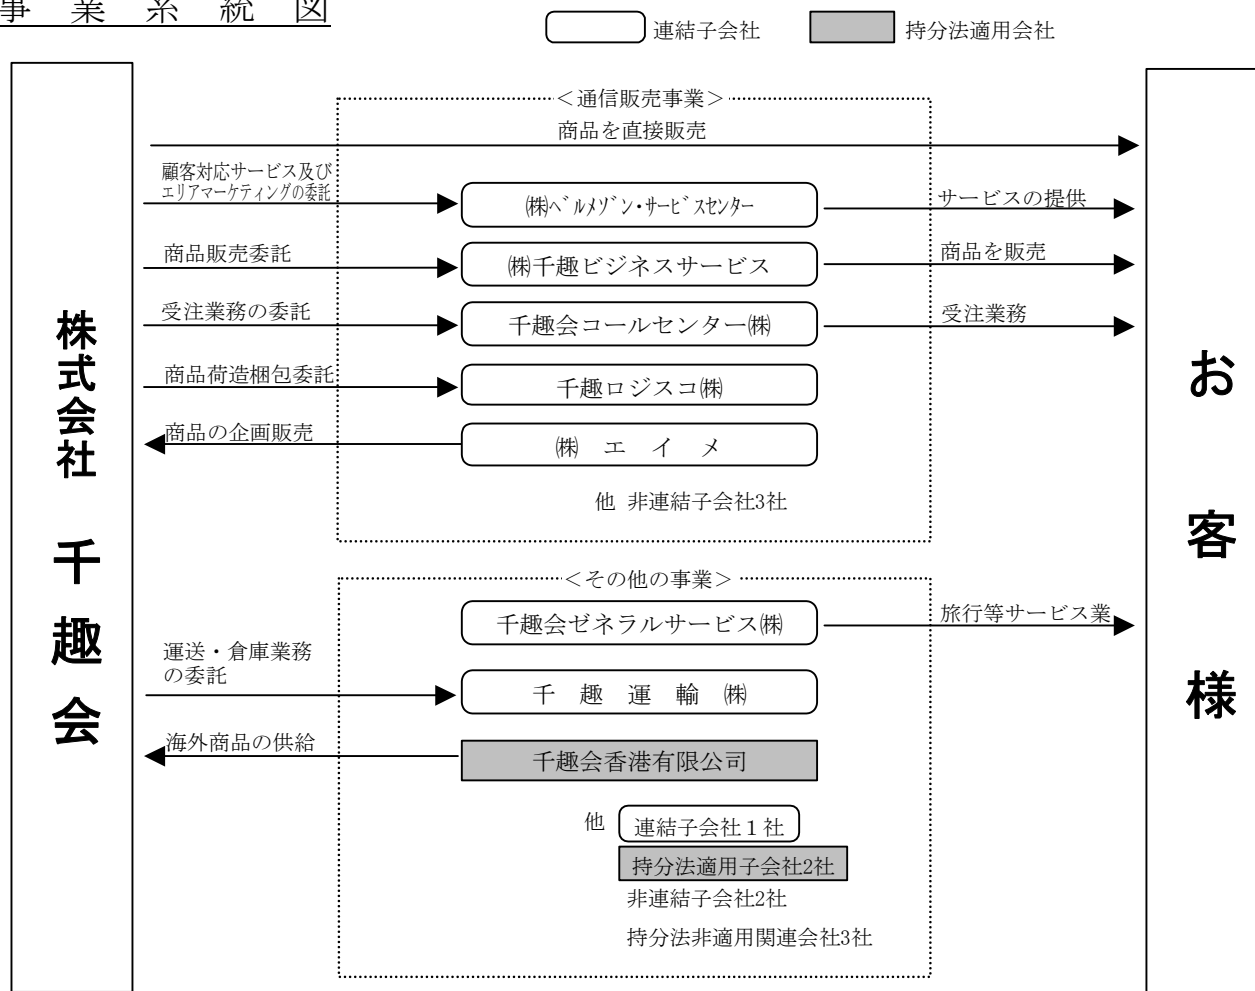 事 業 系 統 図
連結子会社
持分法適用会社
株式会社 千趣会
お客様
＜通信販売事業＞
商品を直接販売
顧客対応サービス及び
エリアマーケティングの委託
㈱ベルメゾン・サービスセンター
サービスの提供
商品販売委託
㈱千趣ビジネスサービス
商品を販売
受注業務の委託
千趣会コールセンター㈱
受注業務
商品荷造梱包委託
千趣ロジスコ㈱
商品の企画販売
㈱ エ イ メ
他 非連結子会社3社
＜その他の事業＞
千趣会ゼネラルサービス㈱
旅行等サービス業
運送・倉庫業務
の委託
千 趣 運 輸 ㈱
海外商品の供給
千趣会香港有限公司
他 連結子会社１社
持分法適用子会社2社
非連結子会社2社
持分法非適用関連会社3社